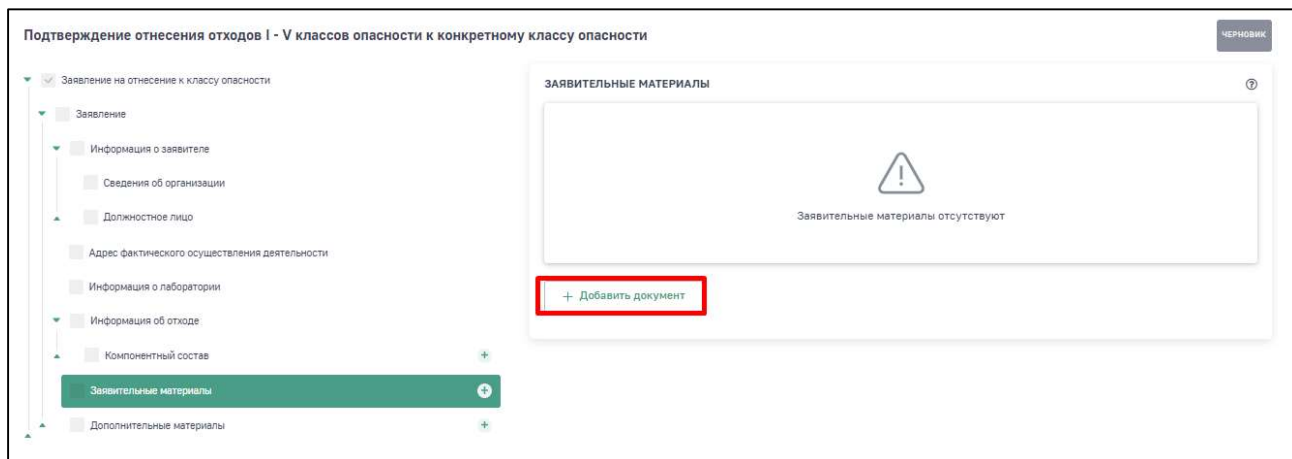 Подтверждение отнесения отходов I - V классов опасности к конкретному классу опасности
ЧЕРНОВИК
Заявление на отнесение к классу опасности
Заявление
Информация о заявителе
Сведения об организации
Должностное лицо
Адрес фактического осуществления деятельности
Информация о лаборатории
Информация об отходе
Компонентный состав
Заявительные материалы
Дополнительные материалы
ЗАЯВИТЕЛЬНЫЕ МАТЕРИАЛЫ
Заявительные материалы отсутствуют
+ Добавить документ